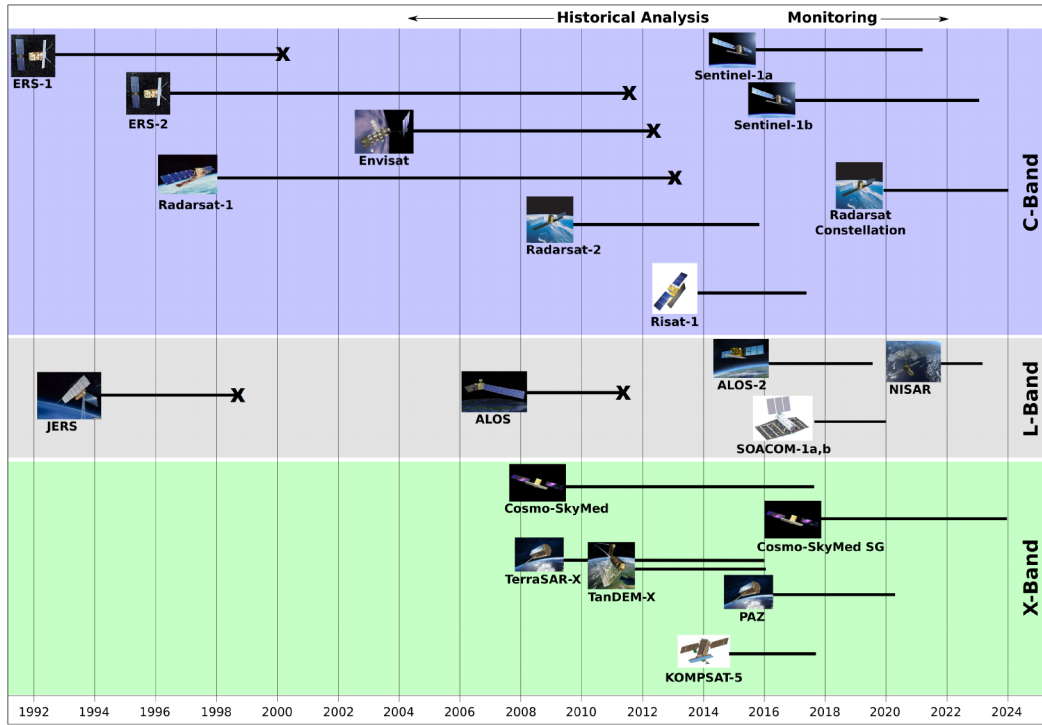 Historical Analysis
Monitoring
ERS-1
X
Sentinel-1a
ERS-2
X
Sentinel-1b
Envisat
X
Radarsat-1
X
Radarsat
Constellation
Radarsat-2
Risat-1
C-Band
JERS
X
ALOS
X
ALOS-2
NISAR
SOACOM-1a,b
L-Band
Cosmo-SkyMed
Cosmo-SkyMed SG
TerraSAR-X
TanDEM-X
PAZ
KOMPSAT-5
X-Band
1992 1994 1996 1998 2000 2002 2004 2006 2008 2010 2012 2014 2016 2018 2020 2022 2024